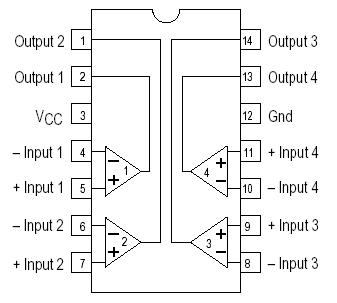 Output 2 1 14 Output 3
Output 1 2 13 Output 4
VCC 3 12 Gnd
– Input 1 4 – + 1 4 + – 11 + Input 4
+ Input 1 5 10 – Input 4
– Input 2 6 – + 2 3 + – 9 + Input 3
+ Input 2 7 8 – Input 3